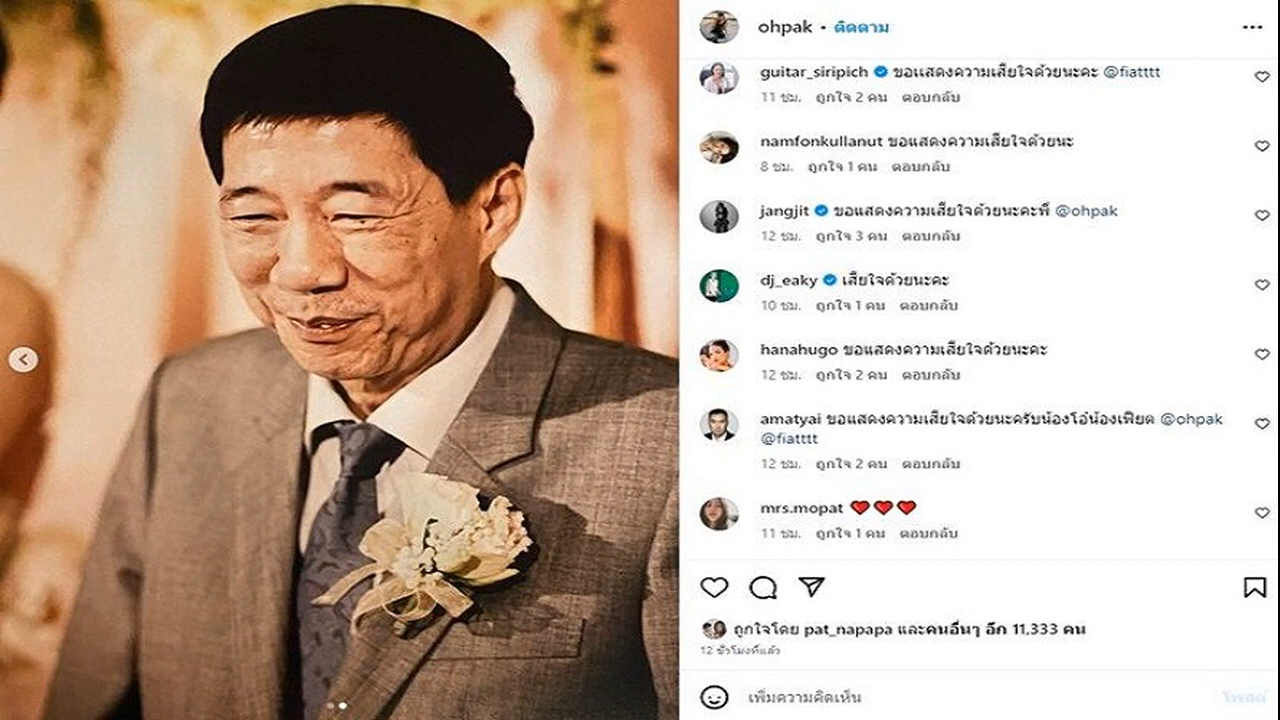 ohpak • ติดตาม
guitar_siripich ขอแสดงความเสียใจด้วยนะคะ @fiatttt
11 ชม. ถูกใจ 2 คน ตอบกลับ
namfonkullanut ขอแสดงความเสียใจด้วยนะ
8 ชม. ถูกใจ 1 คน ตอบกลับ
jangjit ขอแสดงความเสียใจด้วยนะคะพี่ @ohpak
12 ชม. ถูกใจ 3 คน ตอบกลับ
dj_eaky เสียใจด้วยนะคะ
10 ชม. ถูกใจ 1 คน ตอบกลับ
hanahugo ขอแสดงความเสียใจด้วยนะคะ
12 ชม. ถูกใจ 2 คน ตอบกลับ
amatyai ขอแสดงความเสียใจด้วยนะครับน้องโอ๋น้องเฟียต @ohpak
@fiatttt
12 ชม. ถูกใจ 2 คน ตอบกลับ
mrs.mopat ❤️❤️❤️
11 ชม. ถูกใจ 1 คน ตอบกลับ
ถูกใจโดย pat_napapa และคนอื่นๆ อีก 11,333 คน
12 ชั่วโมงที่แล้ว
เพิ่มความคิดเห็น
โพสต์